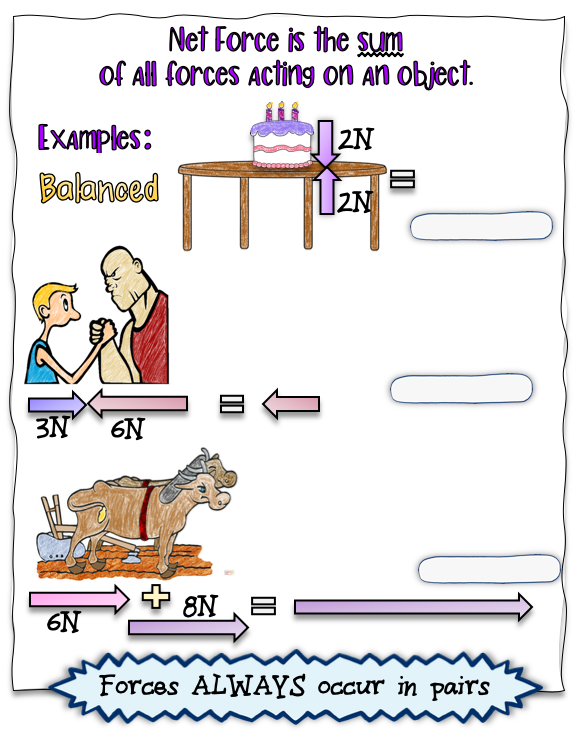 Net Force is the sum
of all forces acting on an object.
Examples:
Balanced
2N
2N
=
3N
6N
=
6N
+
8N
=
Forces ALWAYS occur in pairs